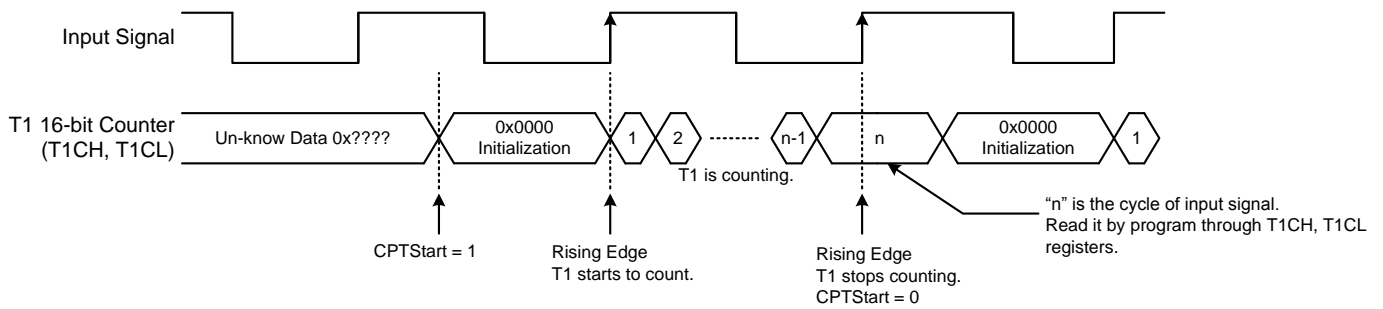 Input Signal
T1 16-bit Counter
(T1CH, T1CL)
Un-know Data 0x????
0x0000
Initialization
1
2
n-1
n
0x0000
Initialization
1
T1 is counting.
CPTStart = 1
Rising Edge
T1 starts to count.
Rising Edge
T1 stops counting.
CPTStart = 0
“n” is the cycle of input signal.
Read it by program through T1CH, T1CL
registers.